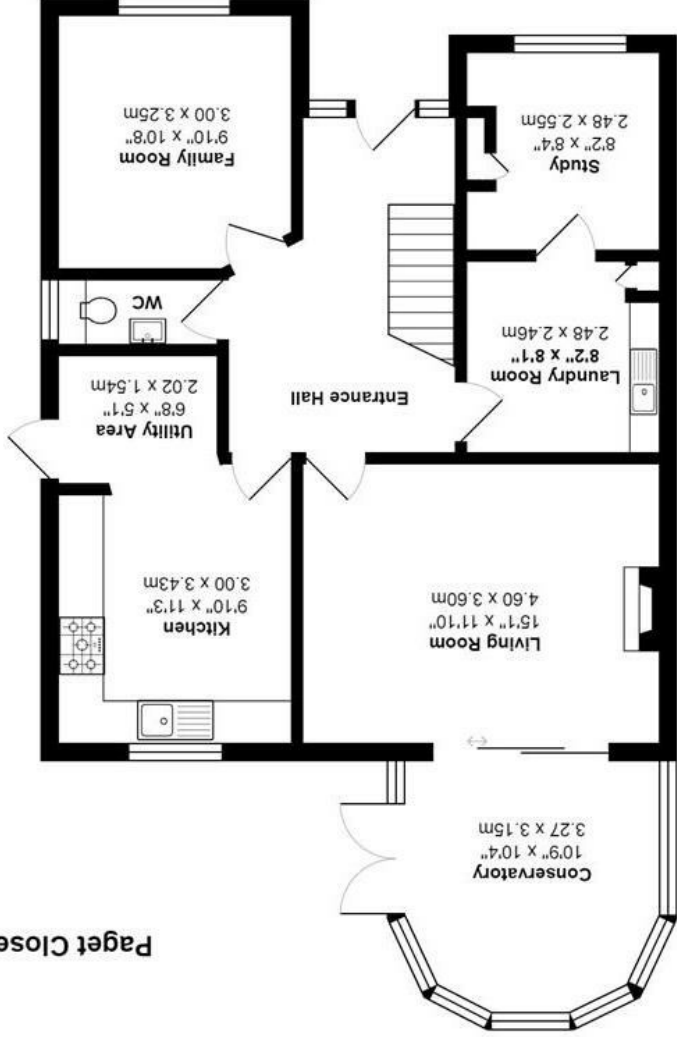 Paget Close
Conservatory
10'9" x 10'4"
3.27 x 3.15m
Living Room
15'1" x 11'10"
4.60 x 3.60m
Kitchen
9'10" x 11'3"
3.00 x 3.43m
Laundry Room
8'2" x 8'1"
2.48 x 2.46m
Entrance Hall
Utility Area
6'8" x 5'1"
2.02 x 1.54m
WC
Study
8'2" x 8'4"
2.48 x 2.55m
Family Room
9'10" x 10'8"
3.00 x 3.25m